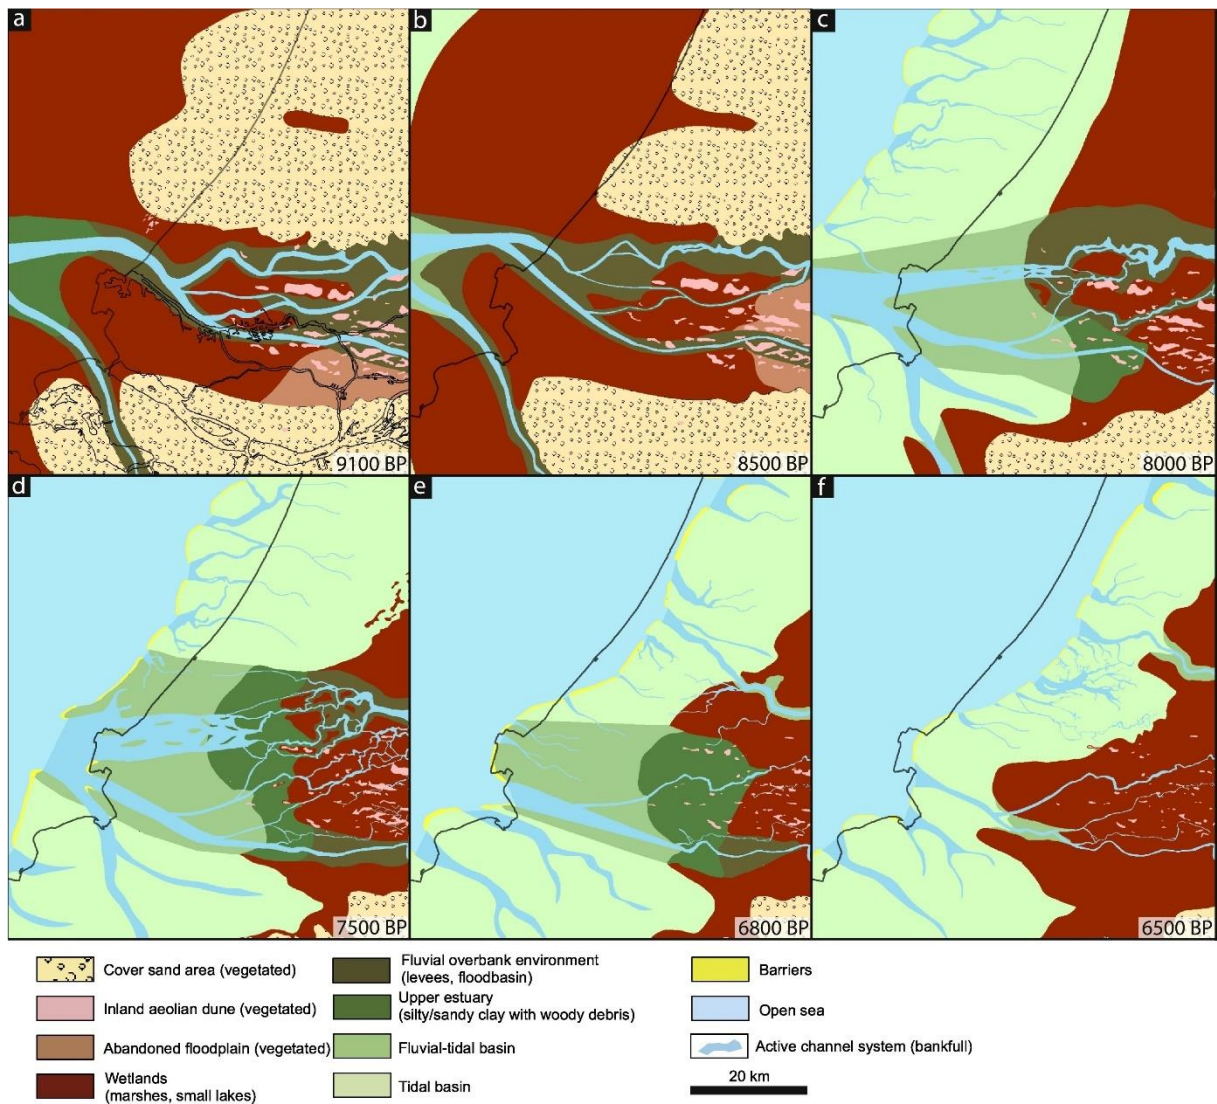 a
b
c
9100 BP
8500 BP
8000 BP
d
e
f
7500 BP
6800 BP
6500 BP
Cover sand area (vegetated)
Inland aeolian dune (vegetated)
Abandoned floodplain (vegetated)
Wetlands
(marshes, small lakes)
Fluvial overbank environment
(levees, floodbasin)
Upper estuary
(silty/sandy clay with woody debris)
Fluvial-tidal basin
Tidal basin
Barriers
Open sea
Active channel system (bankfull)
20 km